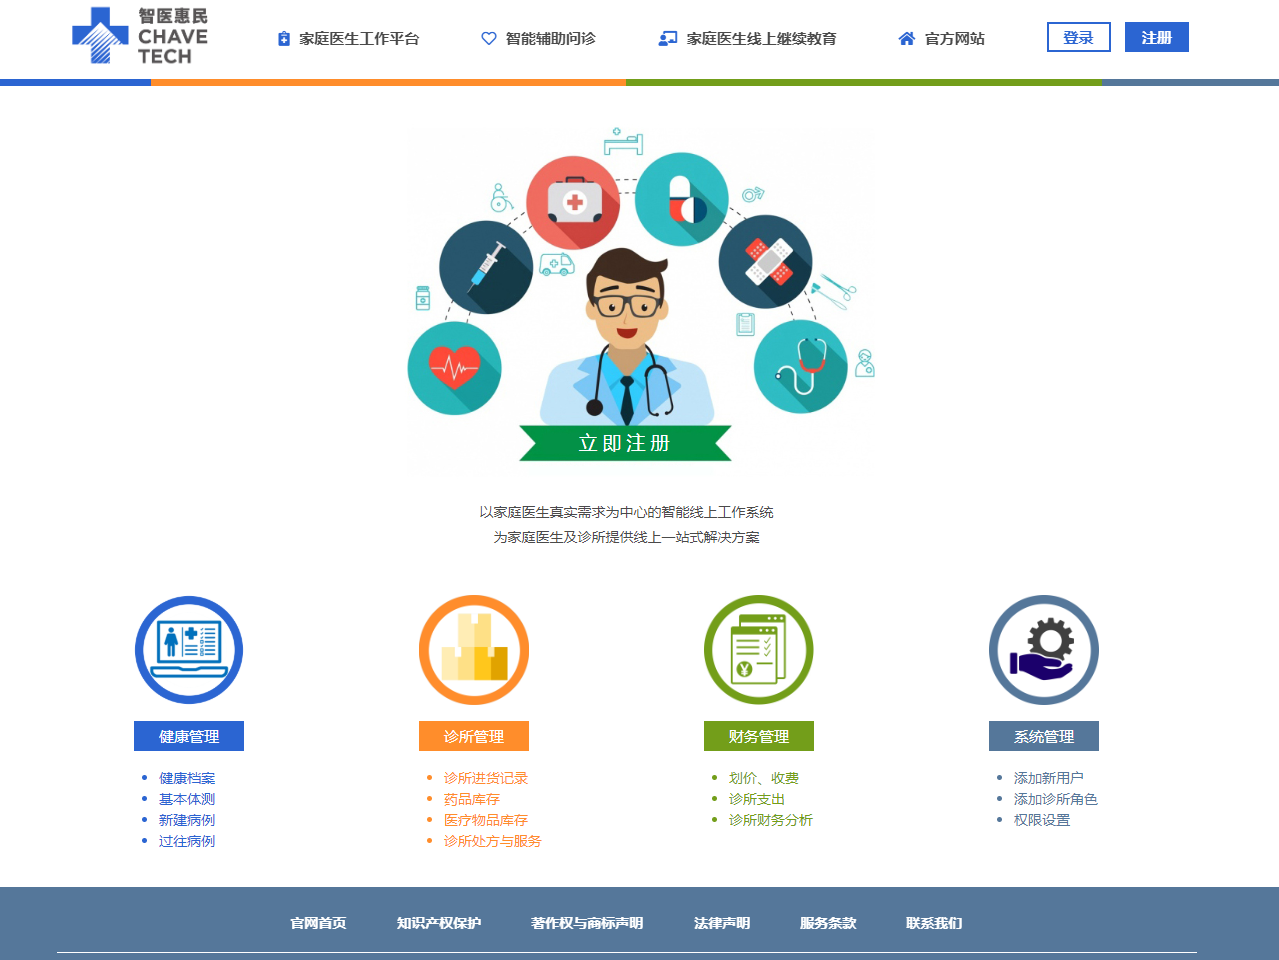 智医惠民
CHAVE
TECH
家庭医生工作平台
智能辅助问诊
家庭医生线上继续教育
官方网站
登录
注册
立即注册
以家庭医生真实需求为中心的智能线上工作系统
为家庭医生及诊所提供线上一站式解决方案
健康管理
健康档案
基本体测
新建病例
过往病例
诊所管理
诊所进货记录
药品库存
医疗物品库存
诊所处方与服务
财务管理
划价、收费
诊所支出
诊所财务分析
系统管理
添加新用户
添加诊所角色
权限设置
官网首页
知识产权保护
著作权与商标声明
法律声明
服务条款
联系我们